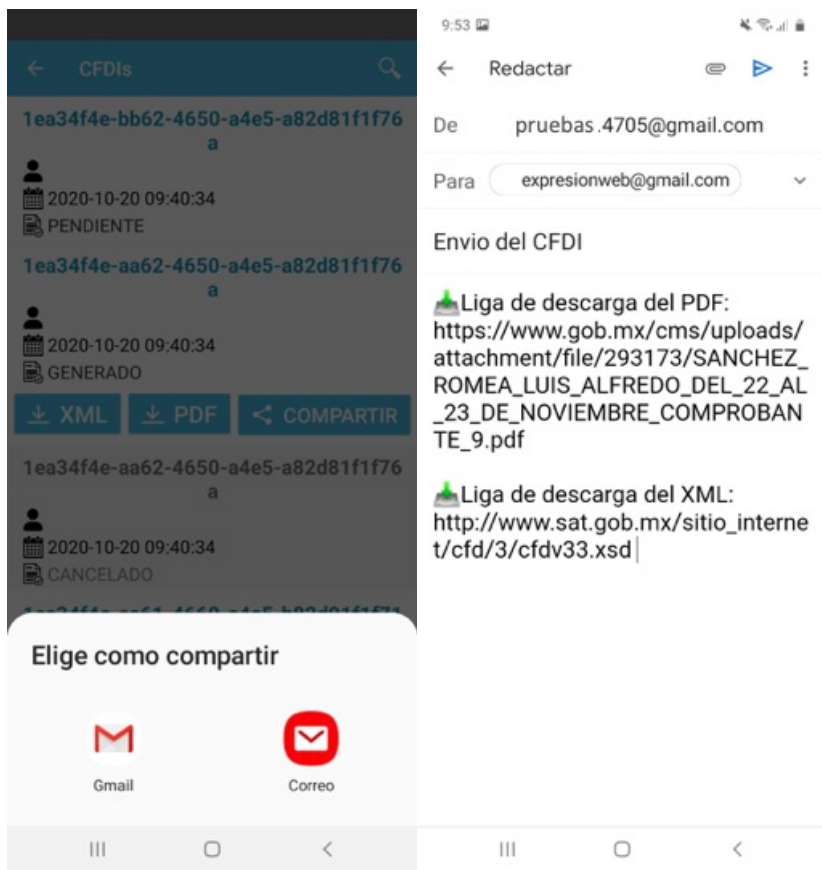 CFDIs
1ea34f4e-bb62-4650-a4e5-a82d81f1f76
a
2020-10-20 09:40:34
PENDIENTE
1ea34f4e-aa62-4650-a4e5-a82d81f1f76
a
2020-10-20 09:40:34
GENERADO
XML PDF COMPARTIR
1ea34f4e-aa62-4650-a4e5-a82d81f1f76
a
2020-10-20 09:40:34
CANCELADO
Elige como compartir
Gmail Correo
9:53
Redactar
De pruebas.4705@gmail.com
Para expresionweb@gmail.com
Envio del CFDI
Liga de descarga del PDF:
https://www.gob.mx/cms/uploads/
attachment/file/293173/SANCHEZ_
ROMEA_LUIS_ALFREDO_DEL_22_AL
_23_DE_NOVIEMBRE_COMPROBAN
TE_9.pdf
Liga de descarga del XML:
http://www.sat.gob.mx/sitio_interne
t/cfd/3/cfdv33.xsd